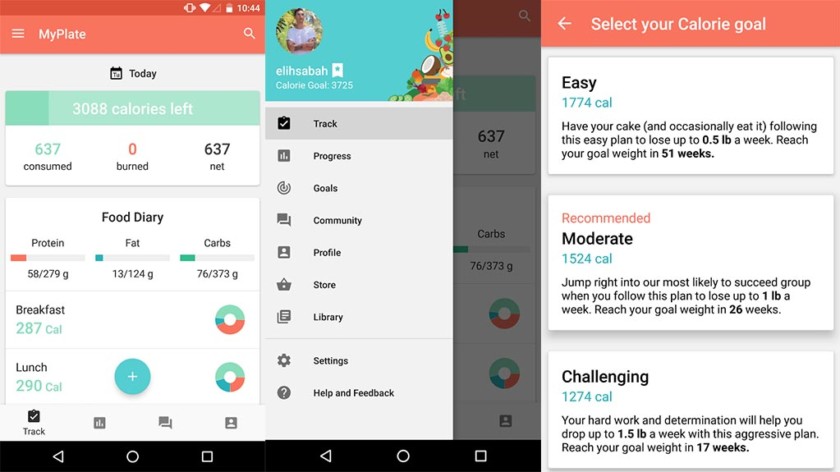 10:44
MyPlate
Today
3088 calories left
637
0
637
consumed
burned
net
Food Diary
Protein
Fat
Carbs
58/279 g
13/124 g
76/373 g
Breakfast
287 Cal
Lunch
290 Cal
Track
elihsabah
Calorie Goal: 3725
Track
Progress
Goals
Community
Profile
Store
Library
Settings
Help and Feedback
ft
637
net
Carbs
76/373 g
Select your Calorie goal
Easy
1774 cal
Have your cake (and occasionally eat it) following
this easy plan to lose up to 0.5 lb a week. Reach
your goal weight in 51 weeks.
Recommended
Moderate
1524 cal
Jump right into our most likely to succeed group
when you follow this plan to lose up to 1 lb a
week. Reach your goal weight in 26 weeks.
Challenging
1274 cal
Your hard work and determination will help you
drop up to 1.5 lb a week with this aggressive plan.
Reach your goal weight in 17 weeks.